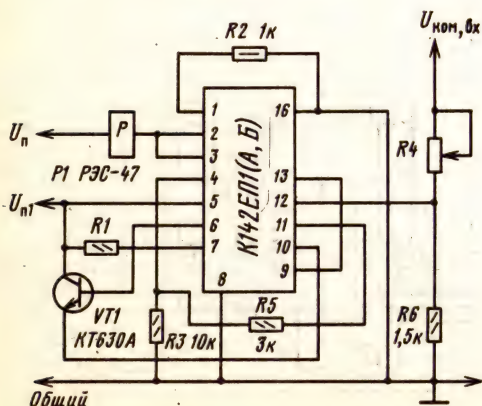 R2 1к
Uком,вх
1
16
Uп
P
2
3
P1 РЭС-47
4
13
R4
Uп1
5
12
6
11
R1
7
10
9
8
К142ЕП1(А, Б)
VT1
КТ630А
R3 10к
R5
3к
R6
1,5к
Общий